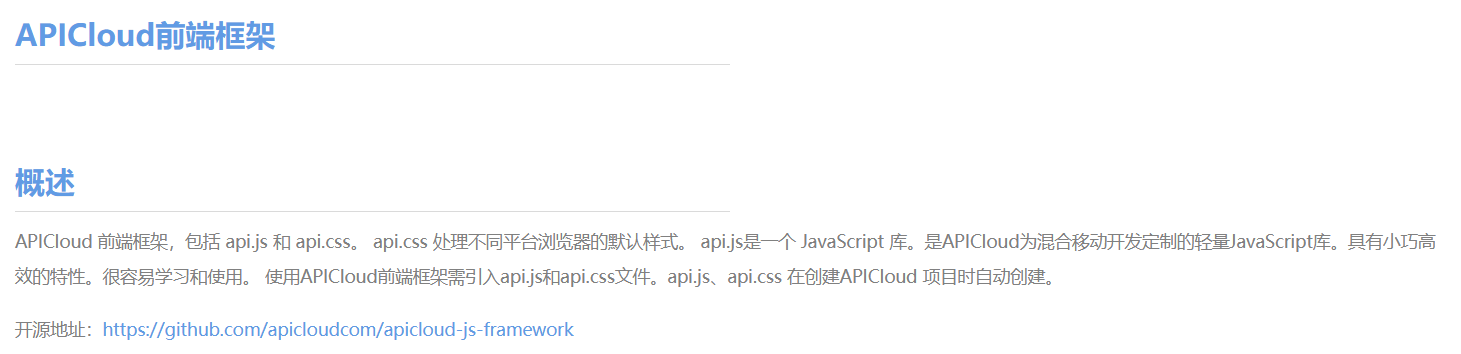 APICloud前端框架
概述
APICloud 前端框架，包括 api.js 和 api.css。 api.css 处理不同平台浏览器的默认样式。 api.js是一个 JavaScript 库。是APICloud为混合移动开发定制的轻量JavaScript库。具有小巧高
效的特性。很容易学习和使用。 使用APICloud前端框架需引入api.js和api.css文件。api.js、api.css 在创建APICloud 项目时自动创建。
开源地址：https://github.com/apicloudcom/apicloud-js-framework